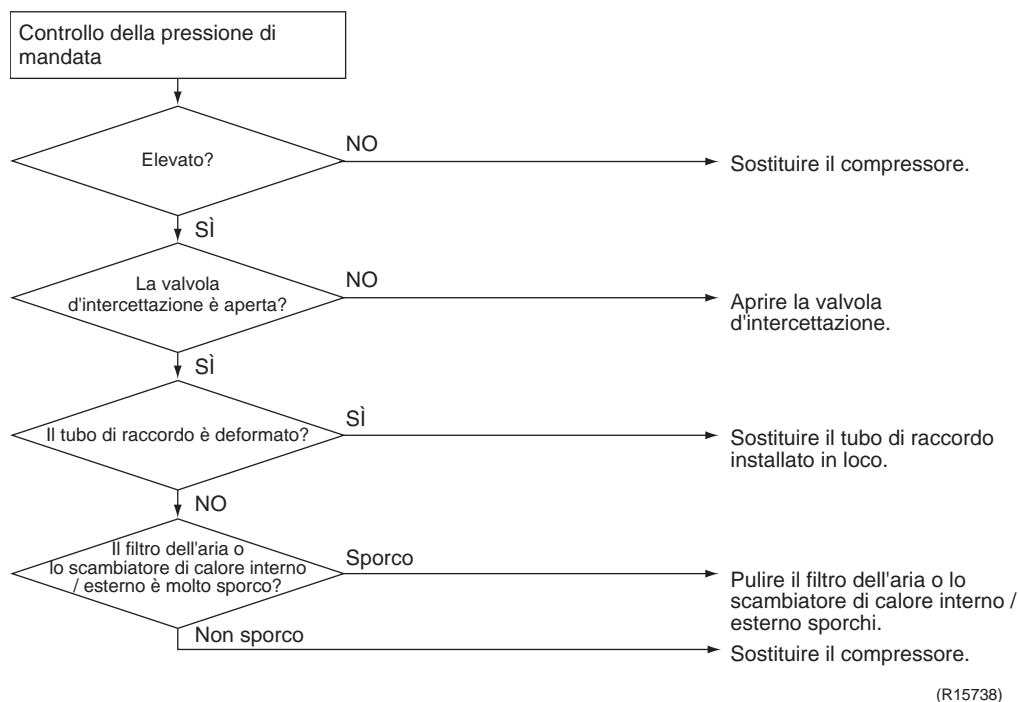 Controllo della pressione di
mandata
Elevato?
NO
Sostituire il compressore.
SÌ
La valvola
d'intercettazione è aperta?
NO
Aprire la valvola
d'intercettazione.
SÌ
Il tubo di raccordo è deformato?
SÌ
Sostituire il tubo di raccordo
installato in loco.
NO
Il filtro dell'aria o
lo scambiatore di calore interno
/ esterno è molto sporco?
Sporco
Pulire il filtro dell'aria o lo
scambiatore di calore interno /
esterno sporchi.
Non sporco
Sostituire il compressore.
(R15738)